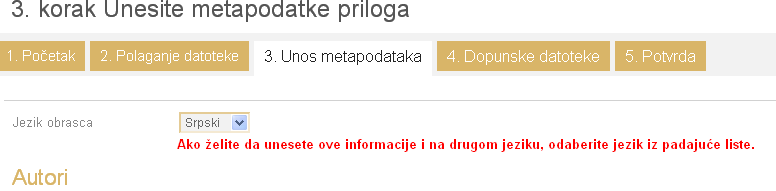 3. korak Unesite metapodatke priloga
1. Početak 2. Polaganje datoteke 3. Unos metapodataka 4. Dopunske datoteke 5. Potvrda
Jezik obrasca Srpski
Ako želite da unesete ove informacije i na drugom jeziku, odaberite jezik iz padajuće liste.
Autori